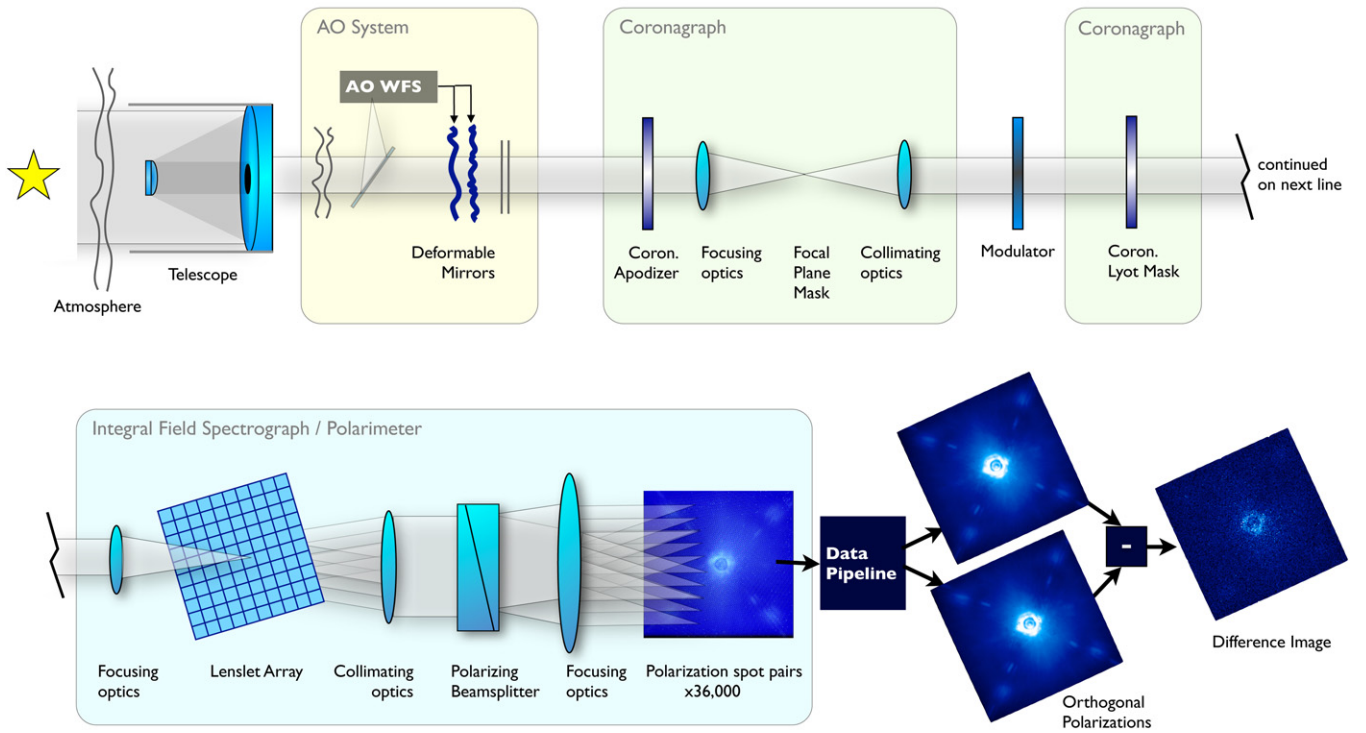 AO System
Coronagraph
Coronagraph
AO WFS
continued
on next line
Telescope
Atmosphere
Deformable
Mirrors
Coron.
Apodizer
Focusing
optics
Focal
Plane
Mask
Collimating
optics
Modulator
Coron.
Lyot Mask
Integral Field Spectrograph / Polarimeter
Data
Pipeline
-
Focusing
optics
Lenslet Array
Collimating
optics
Polarizing
Beamsplitter
Focusing
optics
Polarization spot pairs
x36,000
Orthogonal
Polarizations
Difference Image